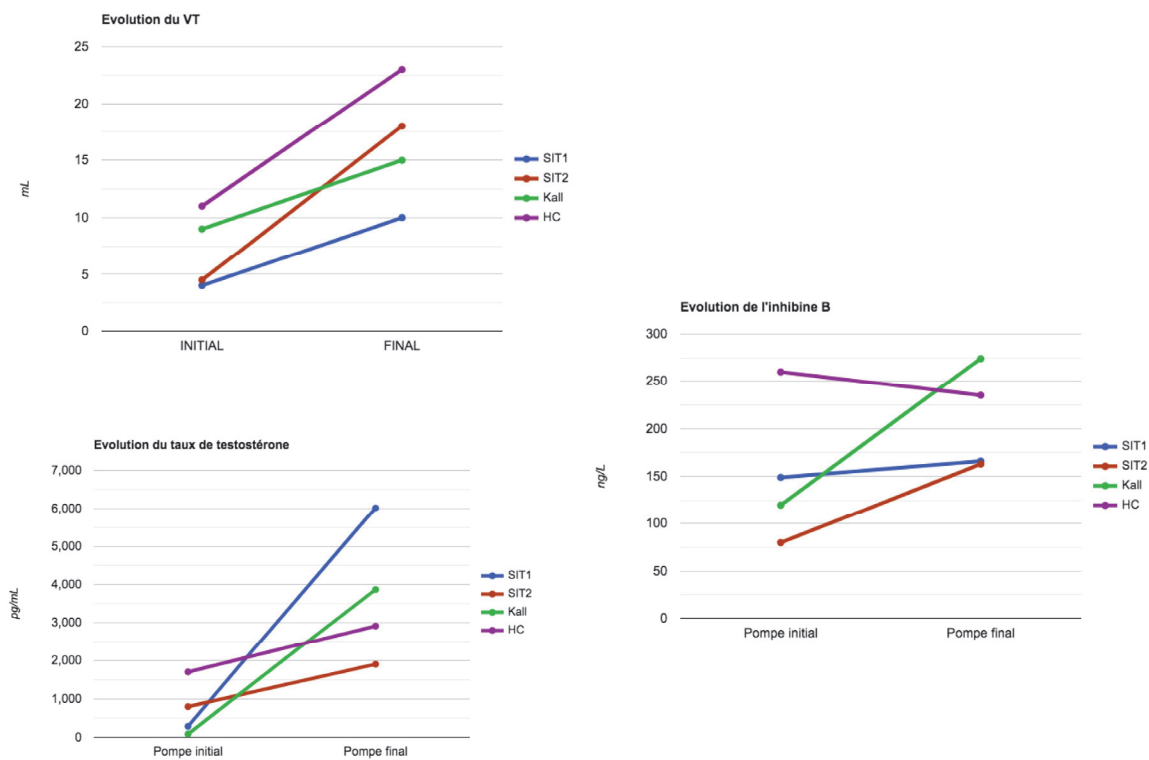 Evolution du VT
25
20
15
10
5
0
mL
INITIAL
FINAL
SIT1
SIT2
Kall
HC
Evolution de l'inhibine B
300
250
200
150
100
50
0
ng/L
Pompe initial
Pompe final
SIT1
SIT2
Kall
HC
Evolution du taux de testostérone
7,000
6,000
5,000
4,000
3,000
2,000
1,000
0
pg/mL
Pompe initial
Pompe final
SIT1
SIT2
Kall
HC